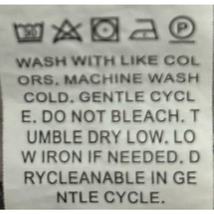 WASH WITH LIKE COL
ORS. MACHINE WASH
COLD. GENTLE CYCL
E. DO NOT BLEACH. T
UMBLE DRY LOW. LO
W IRON IF NEEDED. D
RYCLEANABLE IN GE
NTLE CYCLE.